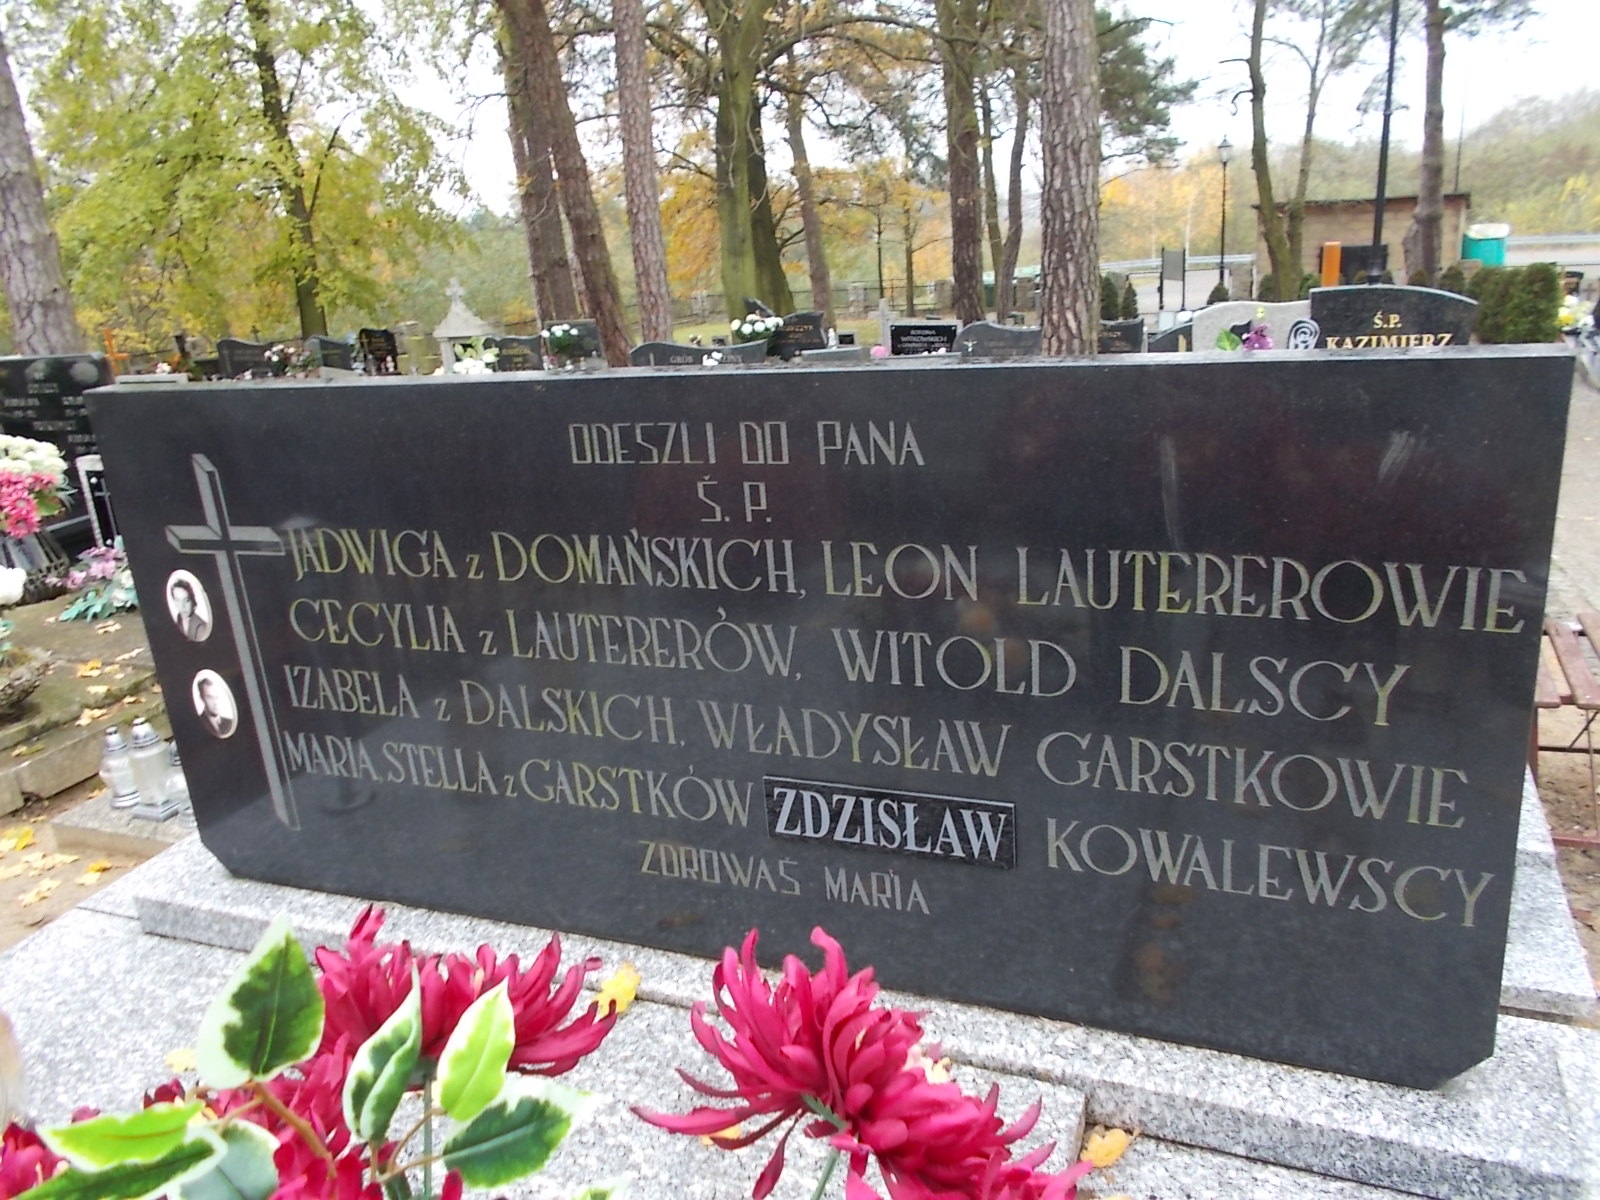 Ś.P.
KAZIMIERZ
ODESZLI DO PANA
Ś. P.
JADWIGA z DOMAŃSKICH, LEON LAUTEREROWIE
CECYLIA z LAUTERERÓW, WITOLD DALSCY
IZABELA z DALSKICH, WŁADYSŁAW GARSTKOWIE
MARIA, STELLA z GARSTKÓW ZDZISŁAW KOWALEWSCY
ZDROWAŚ MARIA